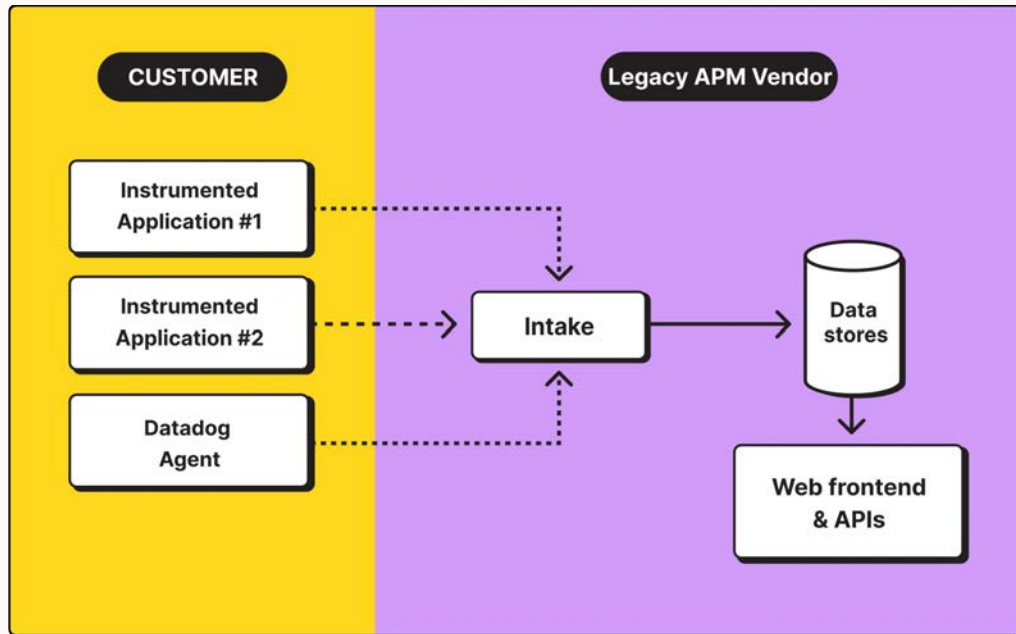 CUSTOMER
Legacy APM Vendor
Instrumented
Application #1
Instrumented
Application #2
Datadog
Agent
Intake
Data
stores
Web frontend
& APIs